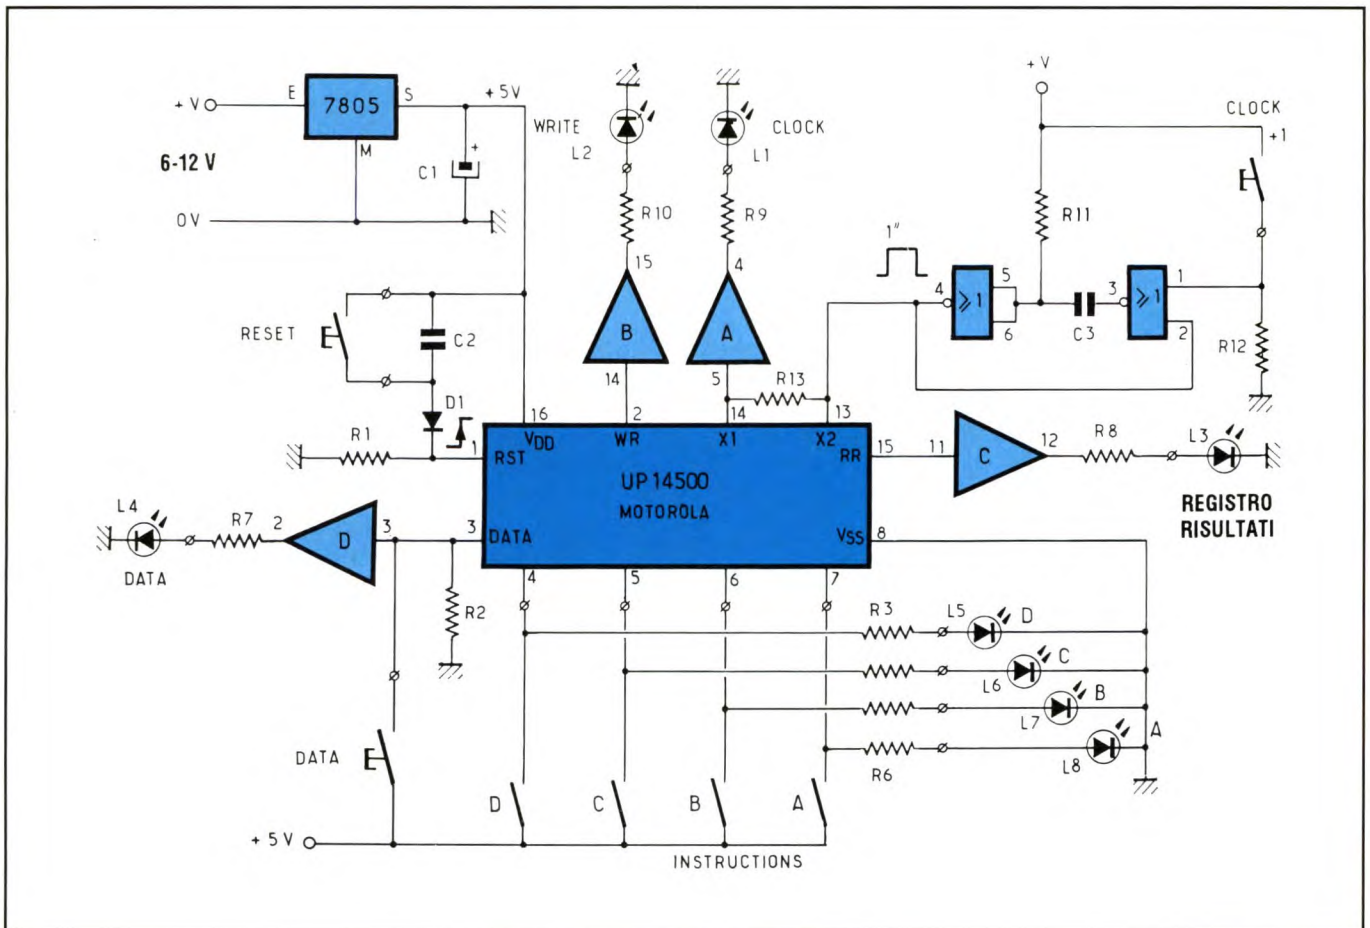 +V E 7805 S +5V
M
6-12 V
C1 +
0V
WRITE
L2
CLOCK
L1
R10
R9
15
4
B
A
14
5
+V
CLOCK
+1
R11
1"
4 ≥1 5
6
C3
3 ≥1 1
2
R12
RESET
C2
D1
R1
R13
16
2
14
13
1
RST
VDD
WR
X1
X2
RR
15
11
C
12
R8
L3
UP 14500
MOTOROLA
REGISTRO
RISULTATI
L4
R7
2
D
3
3
DATA
VSS
8
DATA
R2
4
5
6
7
R3
L5
D
L6
C
L7
B
R6
L8
A
DATA
D
C
B
A
+5V
INSTRUCTIONS